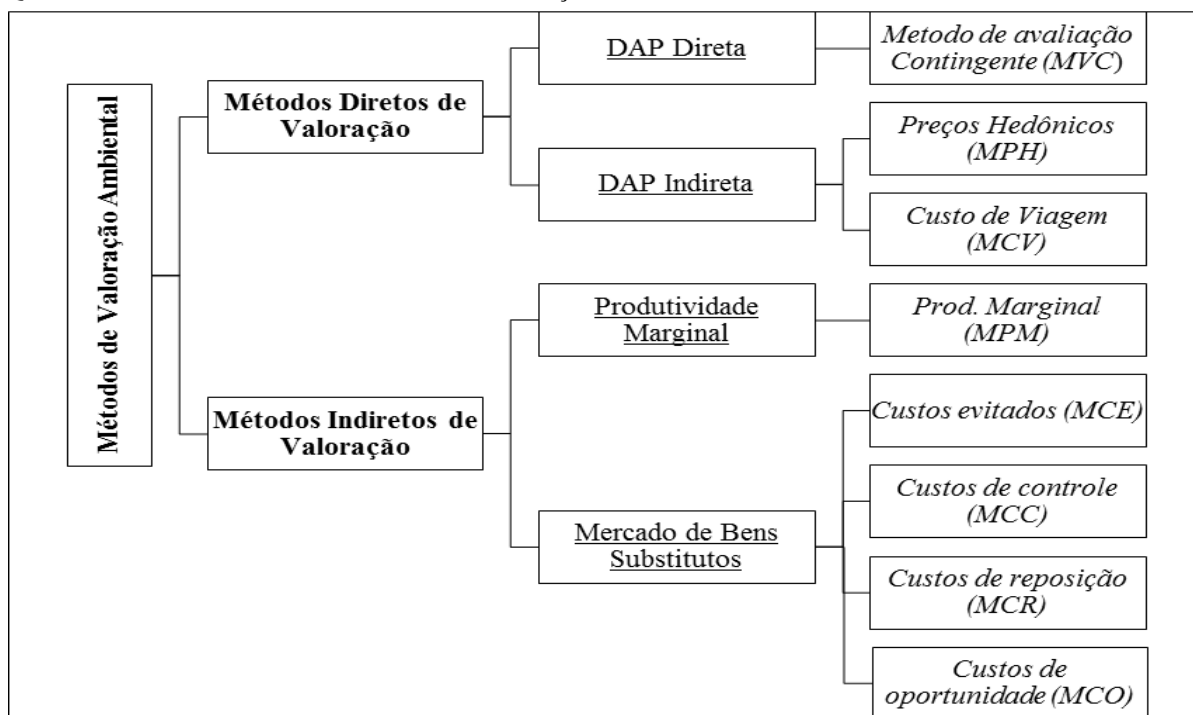 Métodos de Valoração Ambiental
Métodos Diretos de
Valoração
DAP Direta
Metodo de avaliação
Contingente (MVC)
DAP Indireta
Preços Hedônicos
(MPH)
Custo de Viagem
(MCV)
Métodos Indiretos de
Valoração
Produtividade
Marginal
Prod. Marginal
(MPM)
Mercado de Bens
Substitutos
Custos evitados (MCE)
Custos de controle
(MCC)
Custos de reposição
(MCR)
Custos de
oportunidade (MCO)